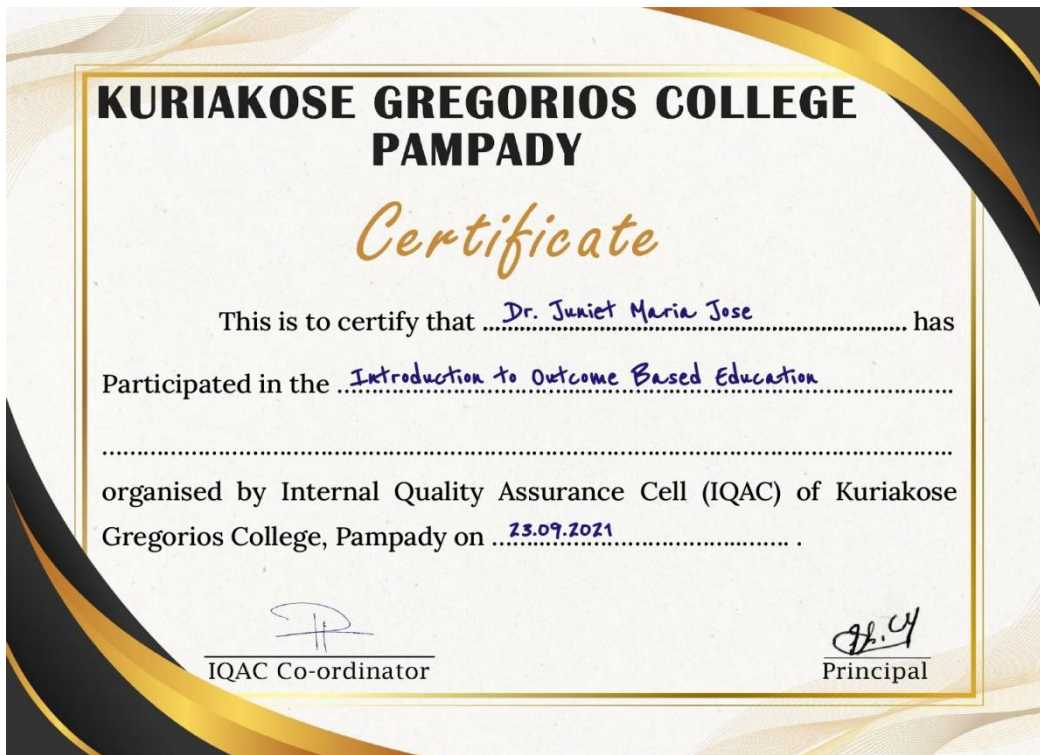 KURIAKOSE GREGORIOS COLLEGE
PAMPADY
Certificate
This is to certify that ..Dr. Juniet Maria Jose.......................... has
Participated in the ..Introduction to Outcome Based Education......................
..........................................................................................
organised by Internal Quality Assurance Cell (IQAC) of Kuriakose
Gregorios College, Pampady on ..23.09.2021.......................... .
IQAC Co-ordinator
Principal